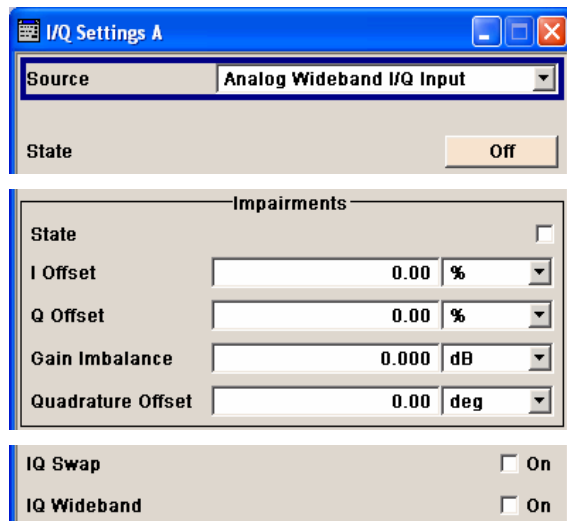 I/Q Settings A
Source Analog Wideband I/Q Input
State Off
Impairments
State
I Offset 0.00 %
Q Offset 0.00 %
Gain Imbalance 0.000 dB
Quadrature Offset 0.00 deg
IQ Swap On
IQ Wideband On